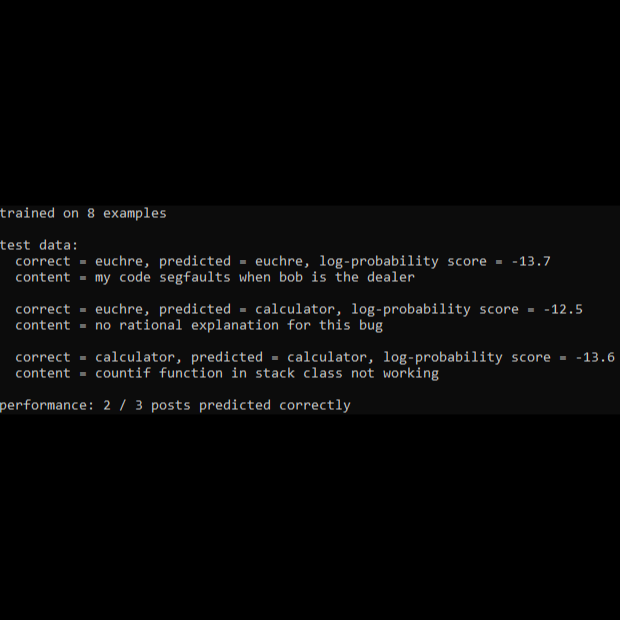 trained on 8 examples
test data:
correct = euchre, predicted = euchre, log-probability score = -13.7
content = my code segfaults when bob is the dealer
correct = euchre, predicted = calculator, log-probability score = -12.5
content = no rational explanation for this bug
correct = calculator, predicted = calculator, log-probability score = -13.6
content = countif function in stack class not working
performance: 2 / 3 posts predicted correctly